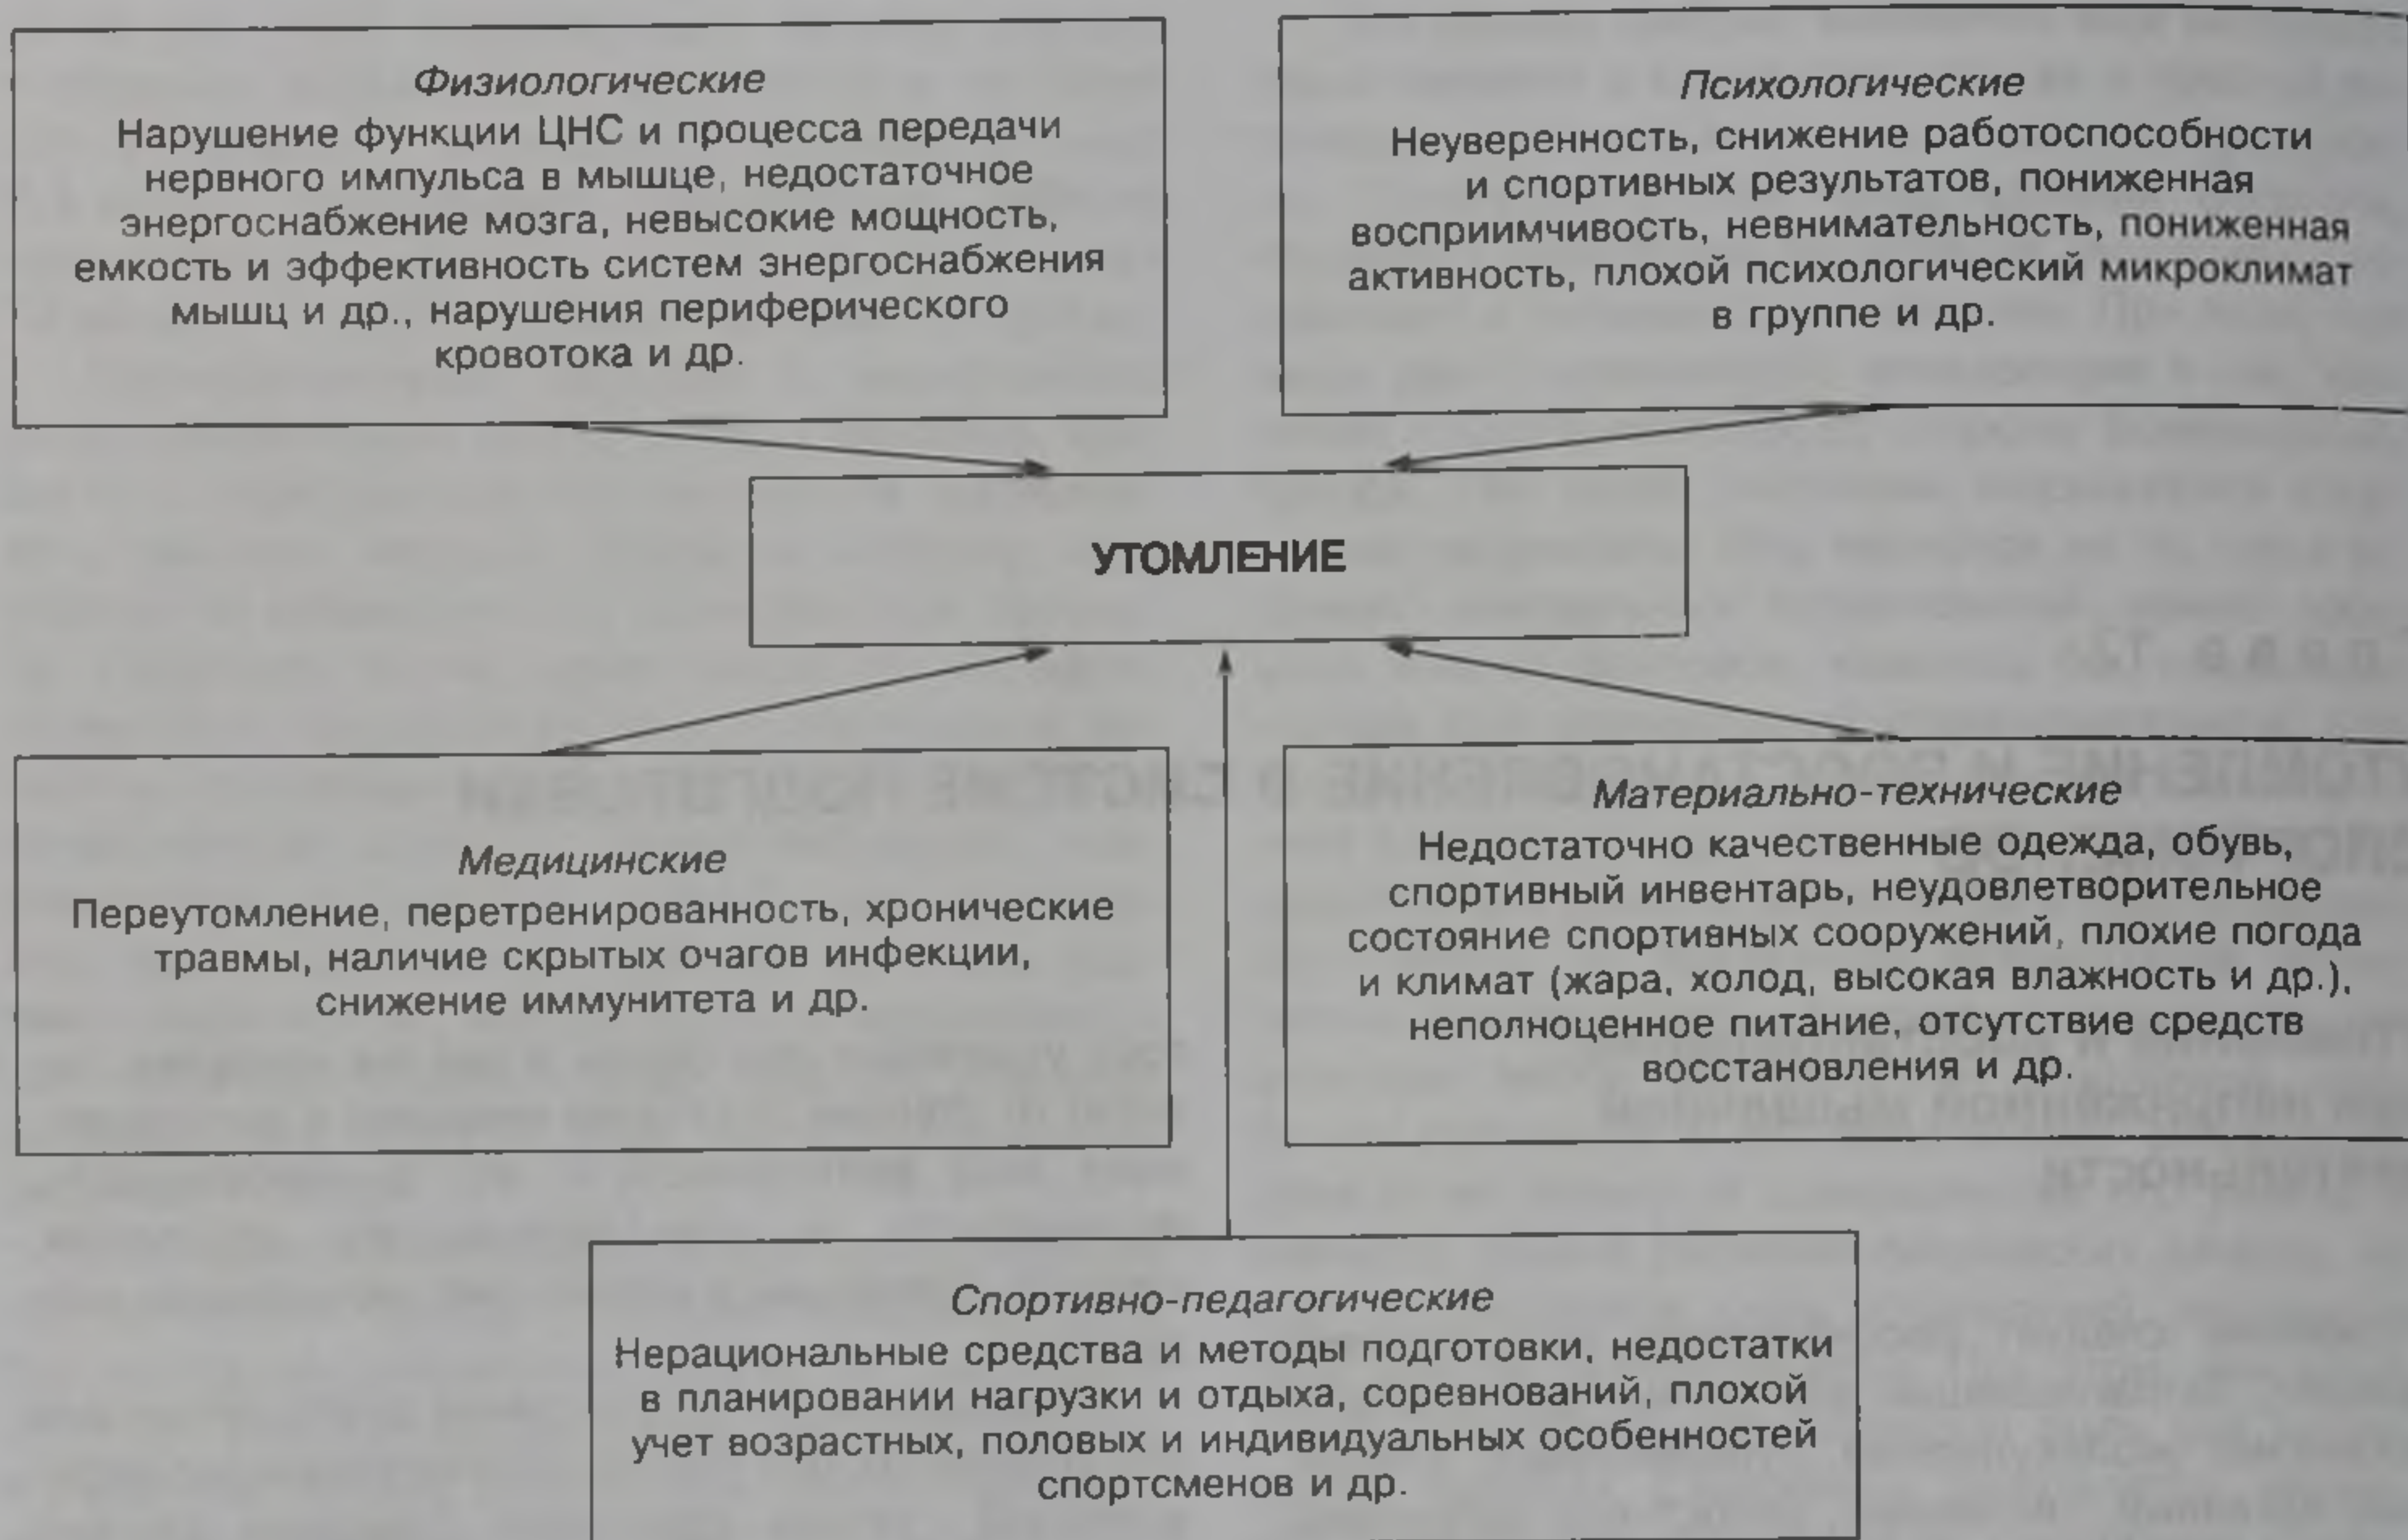 Физиологические
Нарушение функции ЦНС и процесса передачи
нервного импульса в мышце, недостаточное
энергоснабжение мозга, невысокие мощность,
емкость и эффективность систем энергоснабжения
мышц и др., нарушения периферического
кровотока и др.
Психологические
Неуверенность, снижение работоспособности
и спортивных результатов, пониженная
восприимчивость, невнимательность, пониженная
активность, плохой психологический микроклимат
в группе и др.
УТОМЛЕНИЕ
Медицинские
Переутомление, перетренированность, хронические
травмы, наличие скрытых очагов инфекции,
снижение иммунитета и др.
Материально-технические
Недостаточно качественные одежда, обувь,
спортивный инвентарь, неудовлетворительное
состояние спортивных сооружений, плохие погода
и климат (жара, холод, высокая влажность и др.),
неполноценное питание, отсутствие средств
восстановления и др.
Спортивно-педагогические
Нерациональные средства и методы подготовки, недостатки
в планировании нагрузки и отдыха, соревнований, плохой
учет возрастных, половых и индивидуальных особенностей
спортсменов и др.